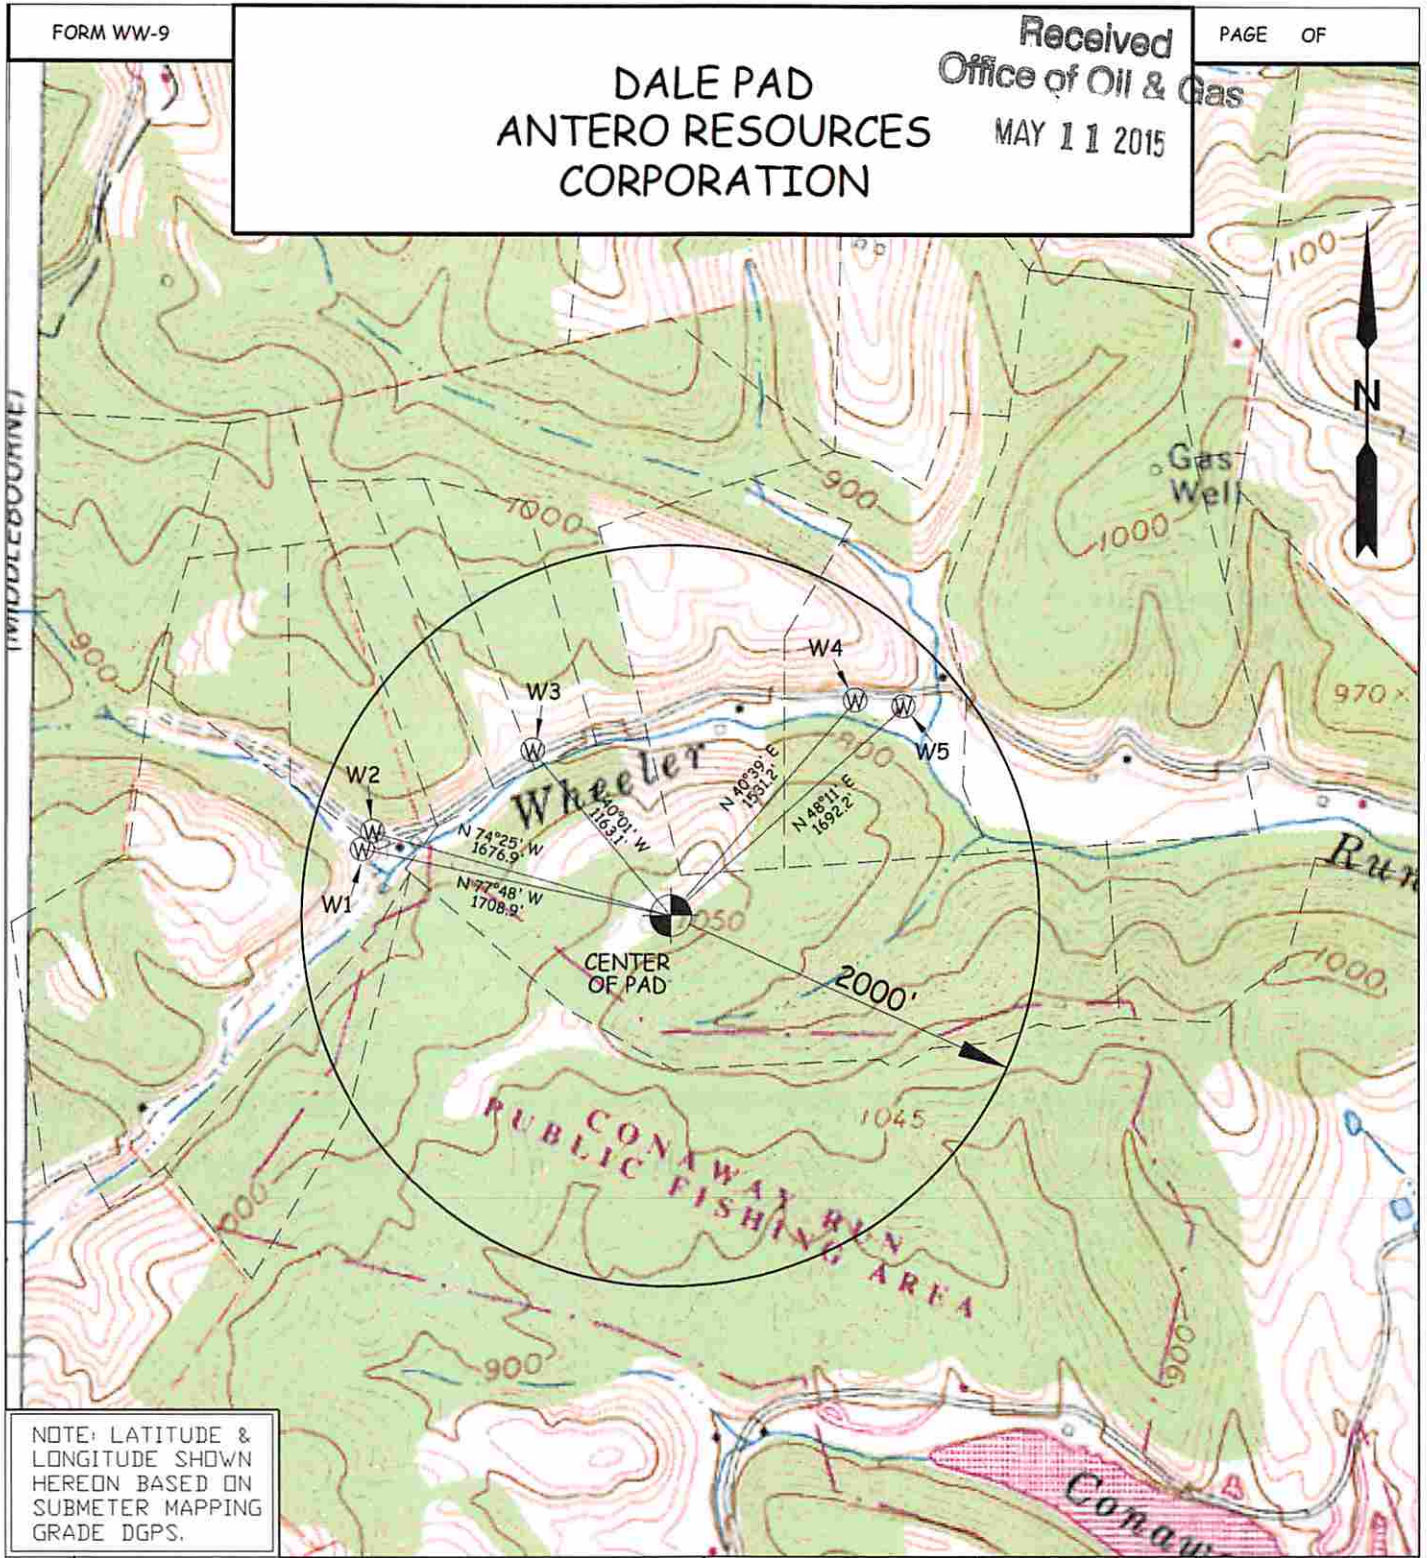 FORM WW-9
DALE PAD
ANTERO RESOURCES
CORPORATION
Received
Office of Oil & Gas
MAY 11 2015
PAGE OF
1100
N
Gas
Well
900
1000
1000
900
970
W4
W
W
W5
W3
W
800
Wheeler
N 40°39' E
1531.2'
N 48°11' E
1692.2'
40°01' W
1163.1'
W2
W
W
W1
N 74°25' W
1676.9'
N 77°48' W
1708.9'
Run
1050
CENTER
OF PAD
2000'
1000
1045
CONAWAY RUN
PUBLIC FISHING AREA
900
900
NOTE: LATITUDE &
LONGITUDE SHOWN
HEREON BASED ON
SUBMETER MAPPING
GRADE DGPS.